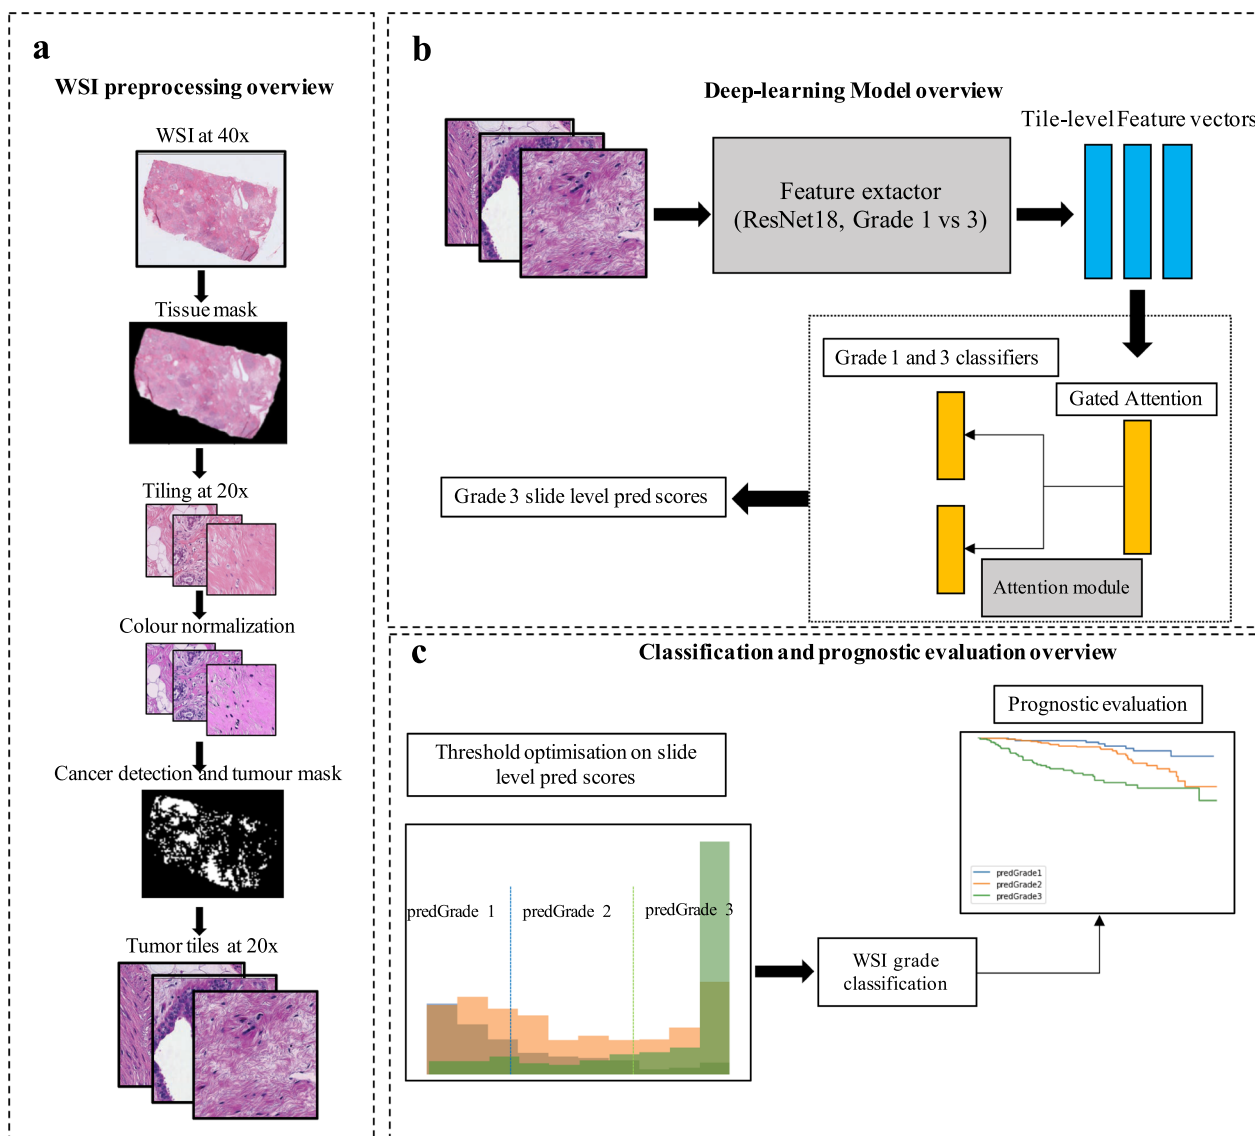 a
WSI preprocessing overview
WSI at 40x
Tissue mask
Tiling at 20x
Colour normalization
Cancer detection and tumour mask
Tumor tiles at 20x
b
Deep-learning Model overview
Tile-level Feature vectors
Feature extactor
(ResNet18, Grade 1 vs 3)
Grade 1 and 3 classifiers
Gated Attention
Grade 3 slide level pred scores
Attention module
c
Classification and prognostic evaluation overview
Threshold optimisation on slide
level pred scores
predGrade 1
predGrade 2
predGrade 3
WSI grade
classification
Prognostic evaluation
predGrade1
predGrade2
predGrade3